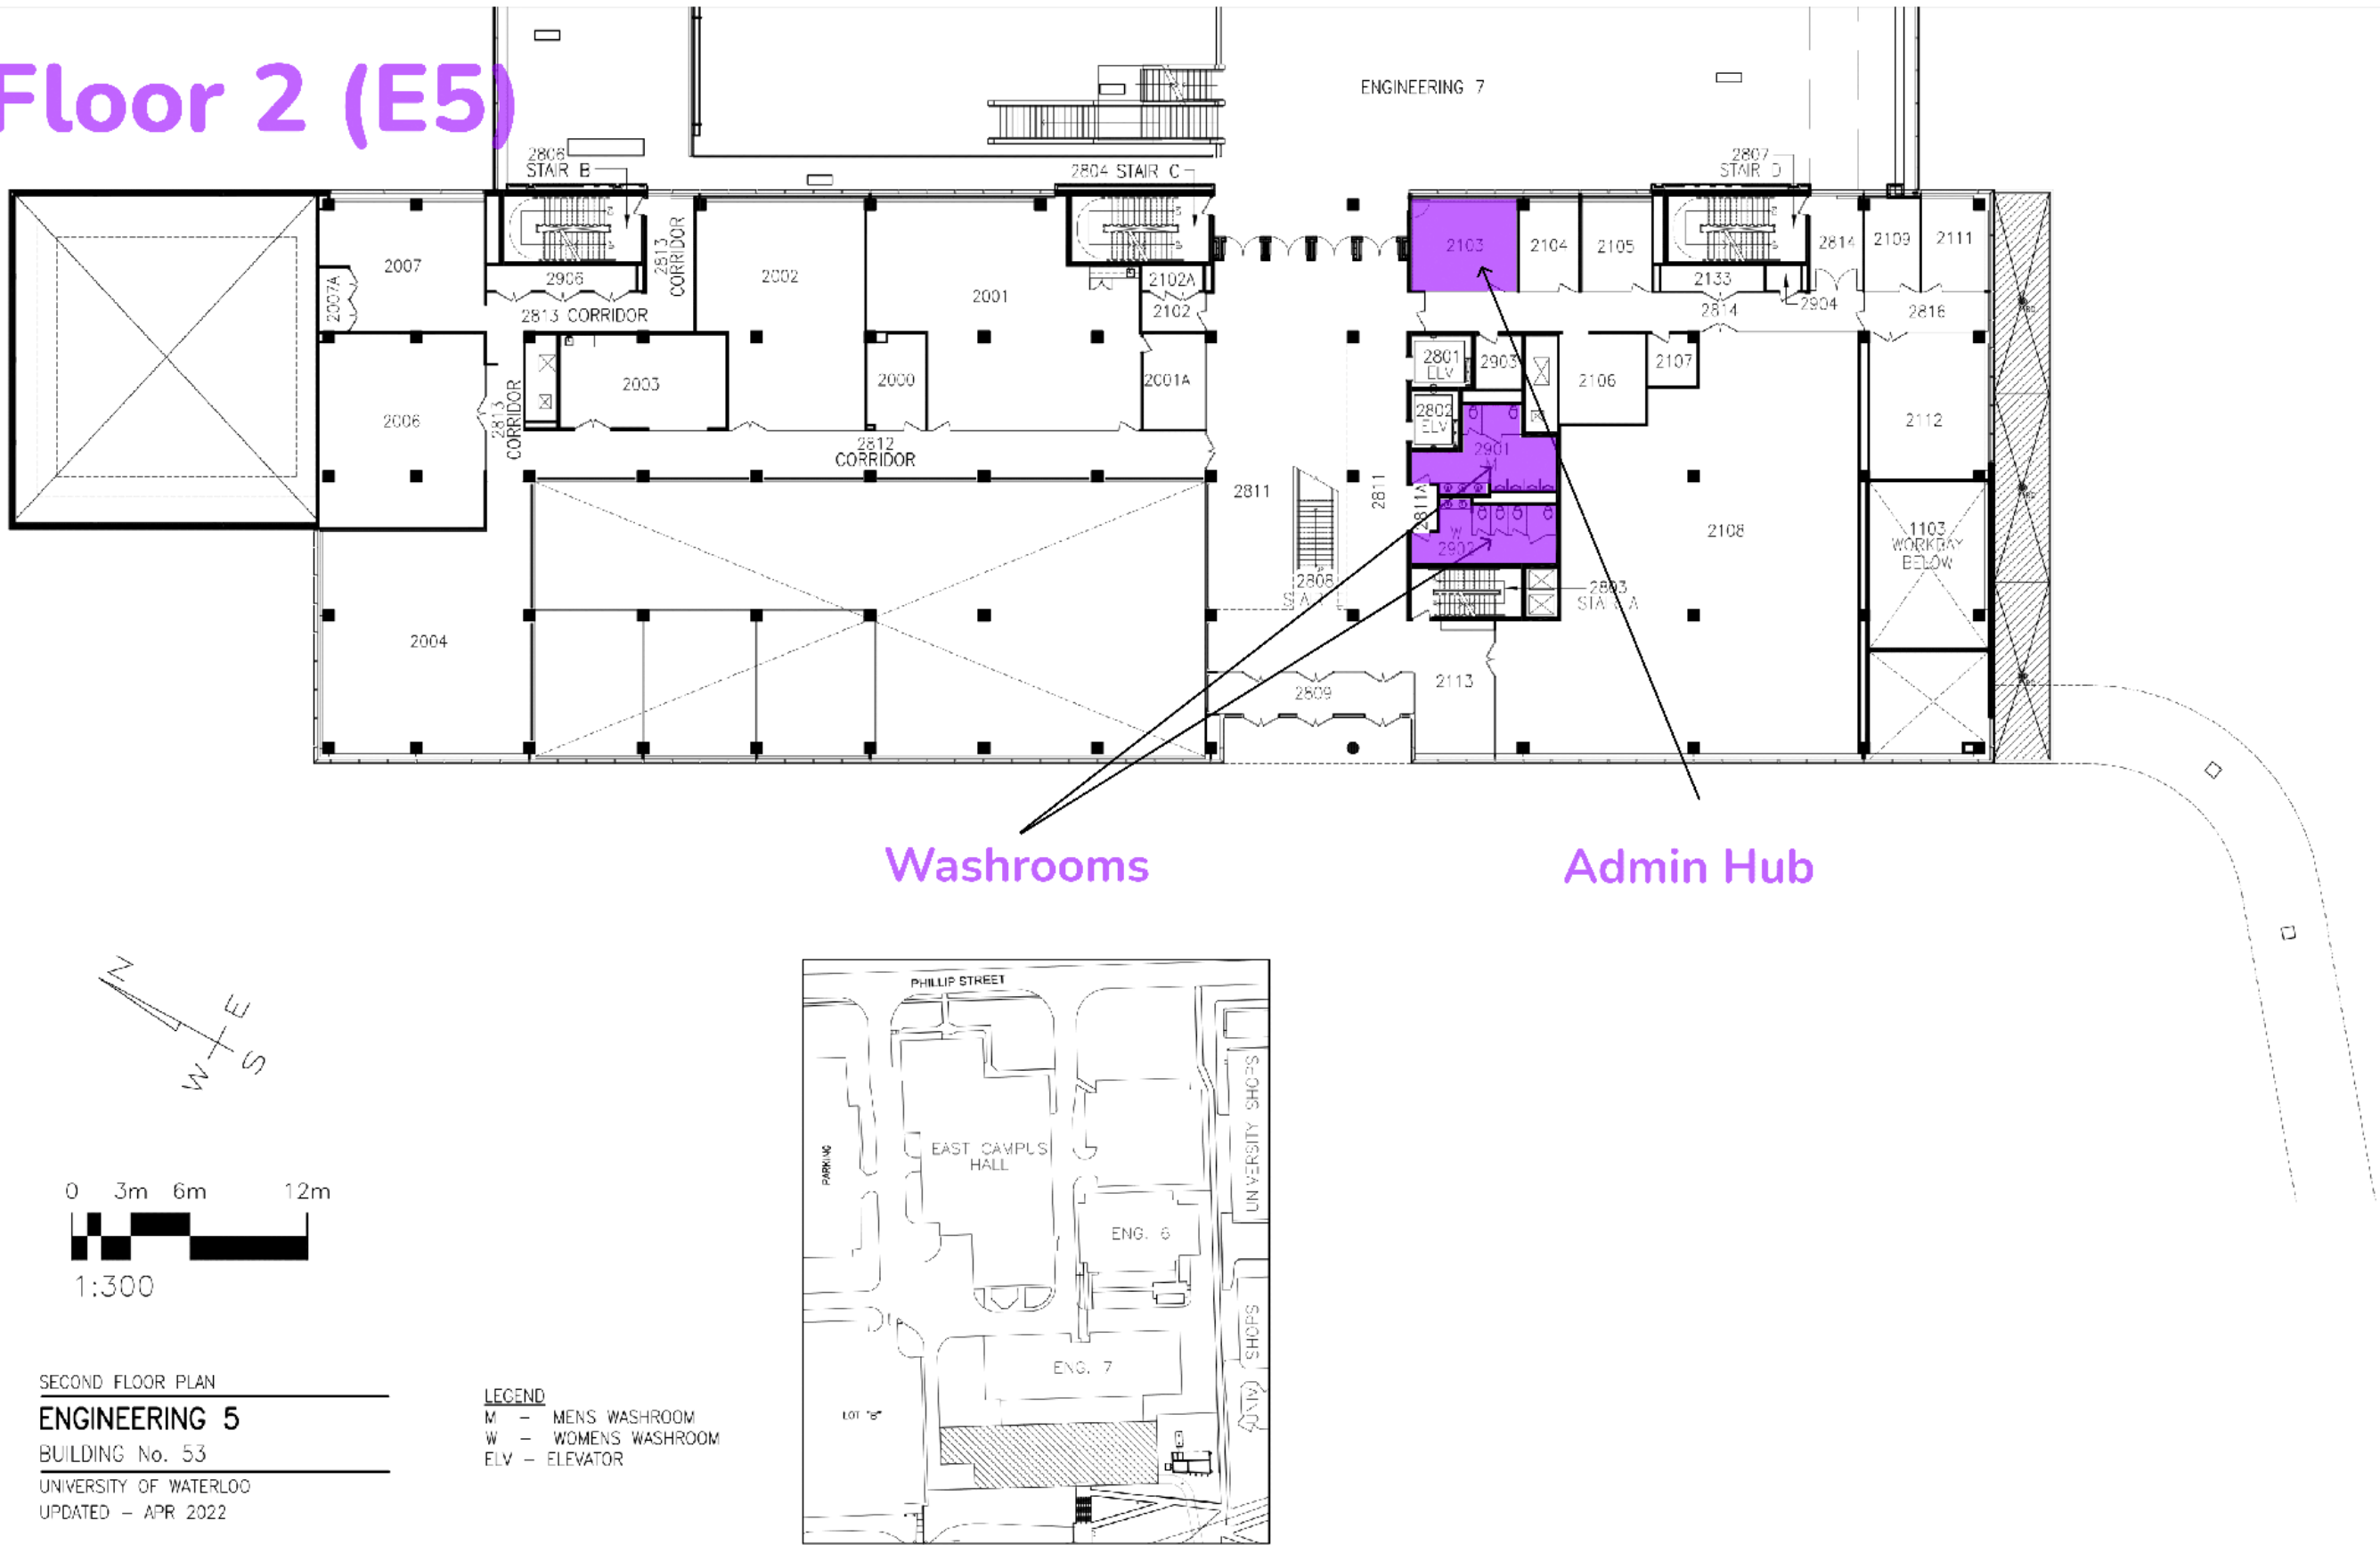 Floor 2 (E5)
ENGINEERING 7
2806
STAIR B
2804 STAIR C
2807
STAIR D
2007
2007A
2906
2813
CORRIDOR
2813 CORRIDOR
2002
2001
2102A
2102
2103
2104
2105
2133
2814
2904
2814
2109
2111
2816
2006
2813
CORRIDOR
2003
2000
2001A
2812
CORRIDOR
2801
ELV
2903
2802
ELV
2106
2107
2112
2901
M
2811
2811
2811A
W
2902
2108
1103
WORKBAY
BELOW
2808
2803
STAIR A
2004
2809
2113
Washrooms
Admin Hub
N
E
W
S
0 3m 6m 12m
1:300
SECOND FLOOR PLAN
ENGINEERING 5
BUILDING No. 53
UNIVERSITY OF WATERLOO
UPDATED – APR 2022
LEGEND
M – MENS WASHROOM
W – WOMENS WASHROOM
ELV – ELEVATOR
PHILLIP STREET
PARKING
EAST CAMPUS
HALL
UNIVERSITY SHOPS
ENG. 6
SHOPS
ENG. 7
UNIV
LOT "B"